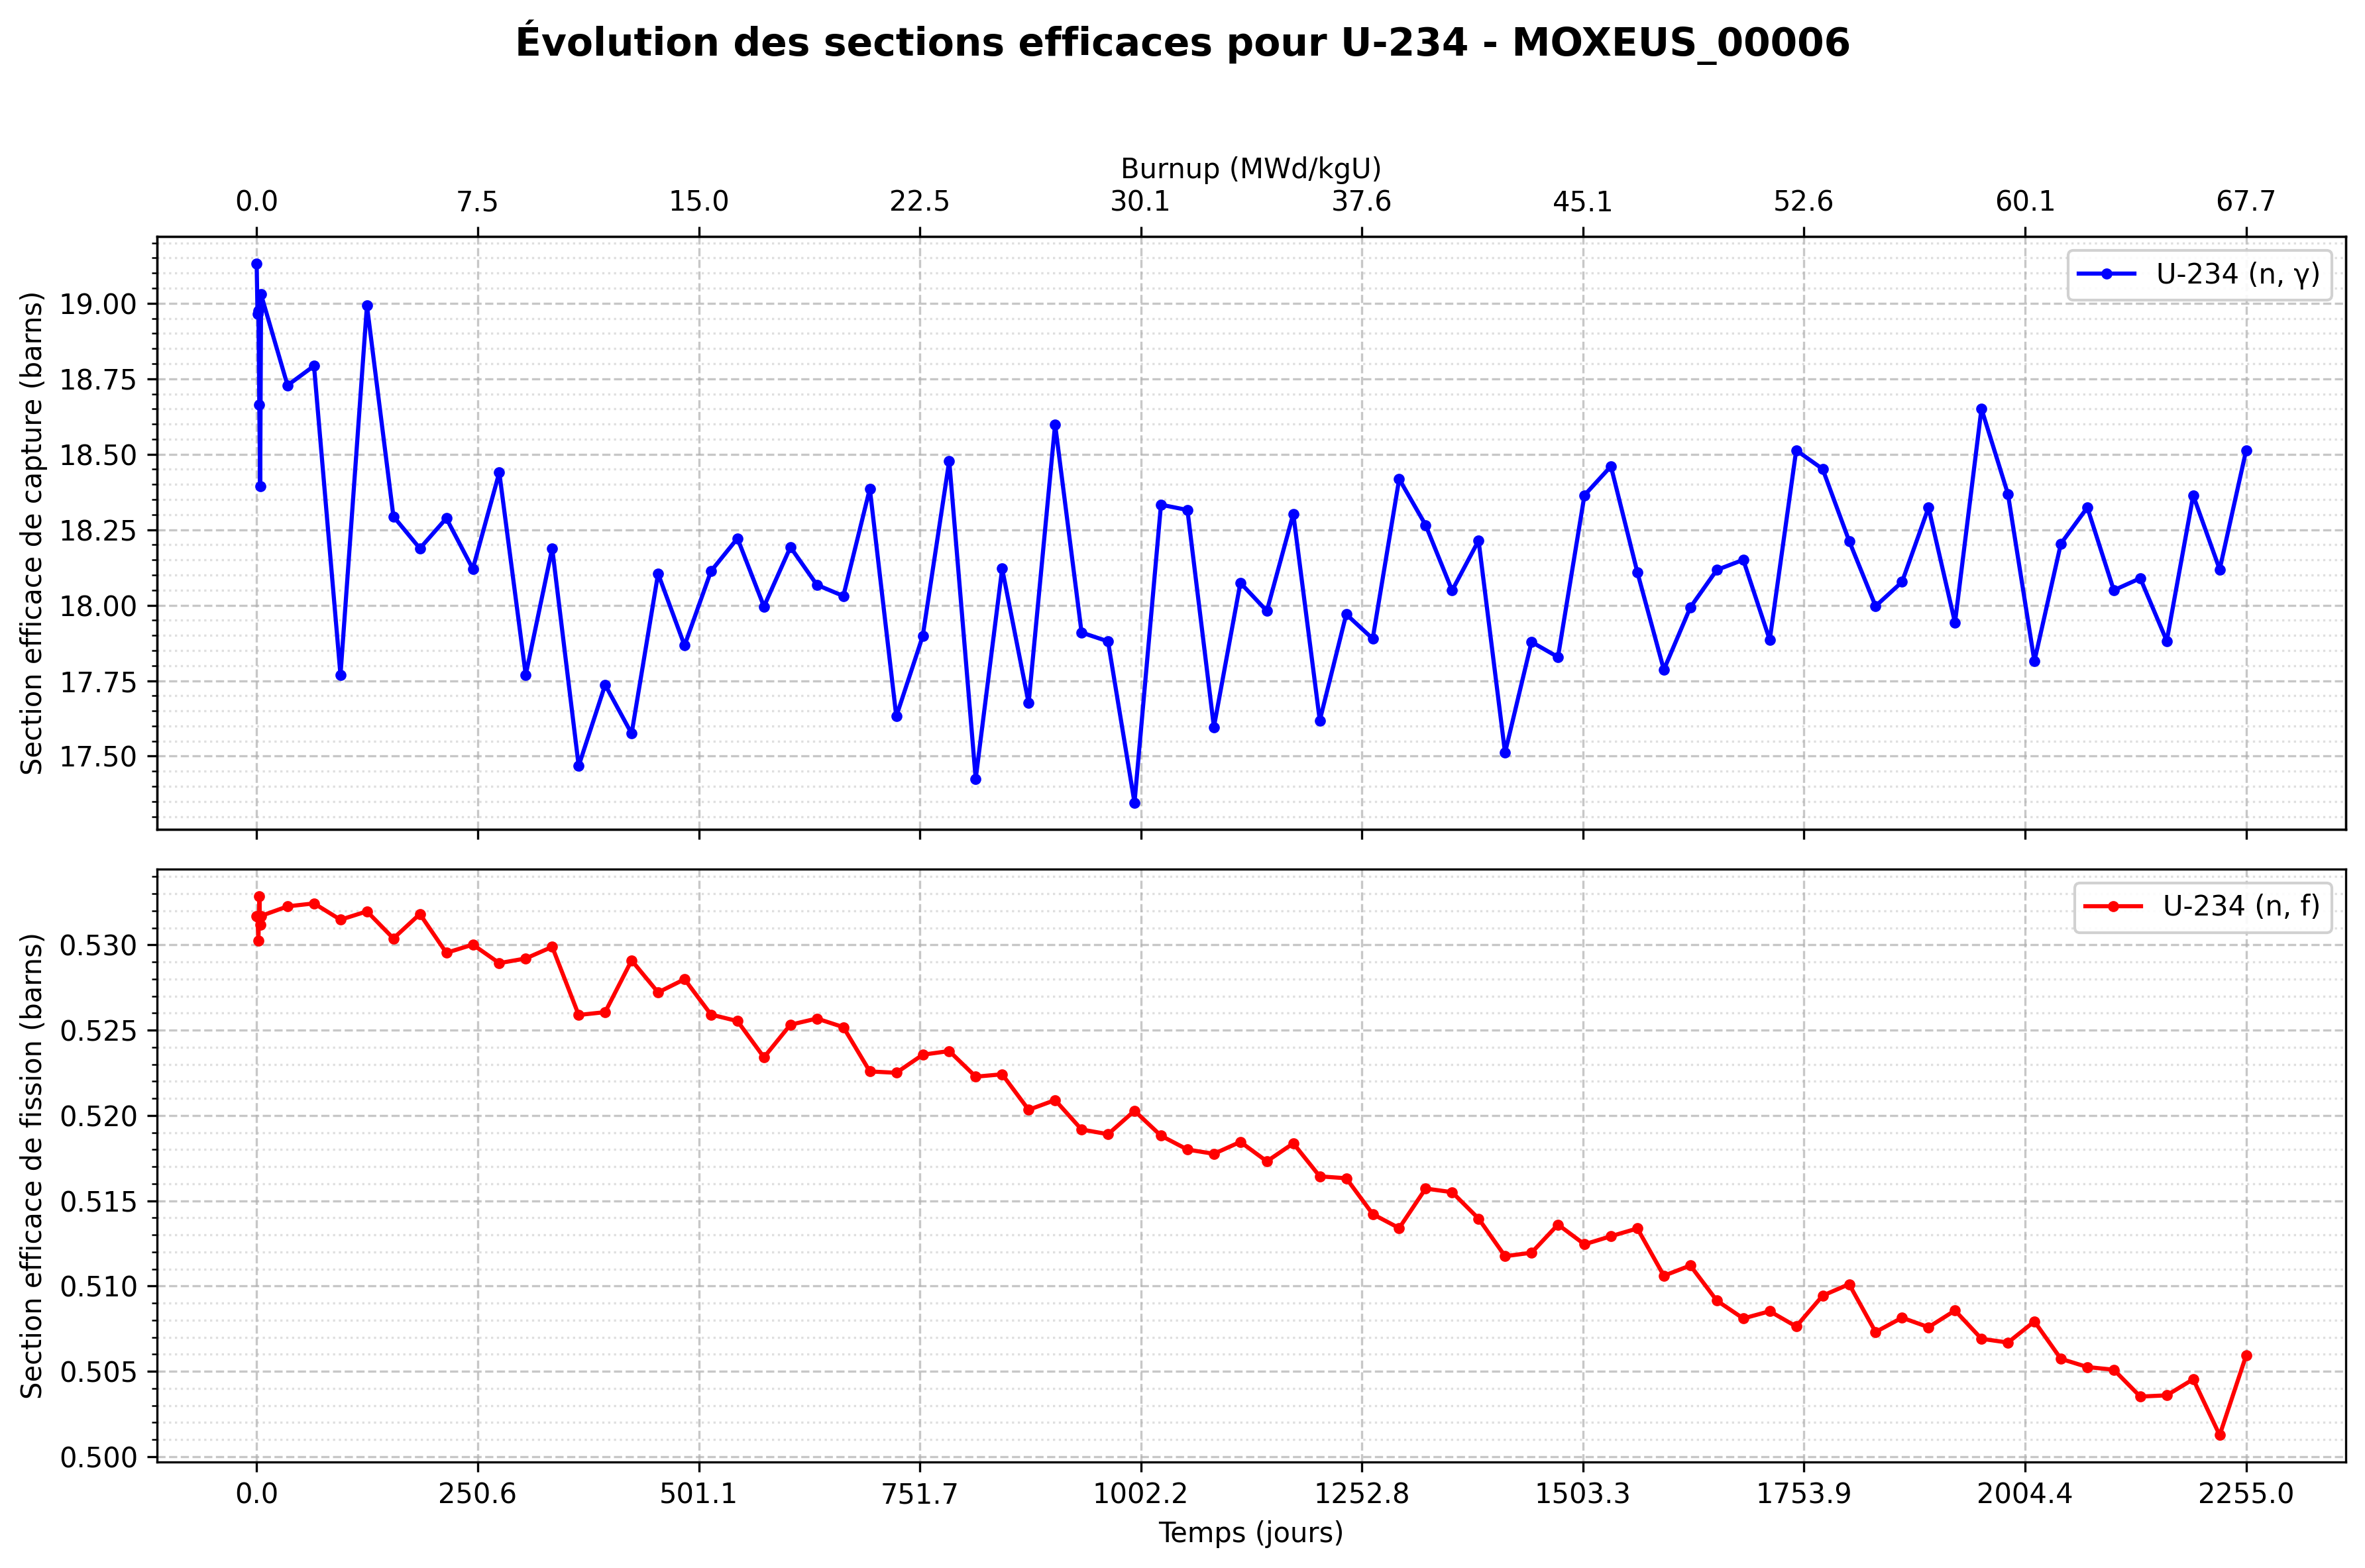 Évolution des sections efficaces pour U-234 - MOXEUS_00006
Burnup (MWd/kgU)
0.0 7.5 15.0 22.5 30.1 37.6 45.1 52.6 60.1 67.7
Section efficace de capture (barns)
19.00
18.75
18.50
18.25
18.00
17.75
17.50
U-234 (n, γ)
Section efficace de fission (barns)
0.530
0.525
0.520
0.515
0.510
0.505
0.500
U-234 (n, f)
0.0 250.6 501.1 751.7 1002.2 1252.8 1503.3 1753.9 2004.4 2255.0
Temps (jours)